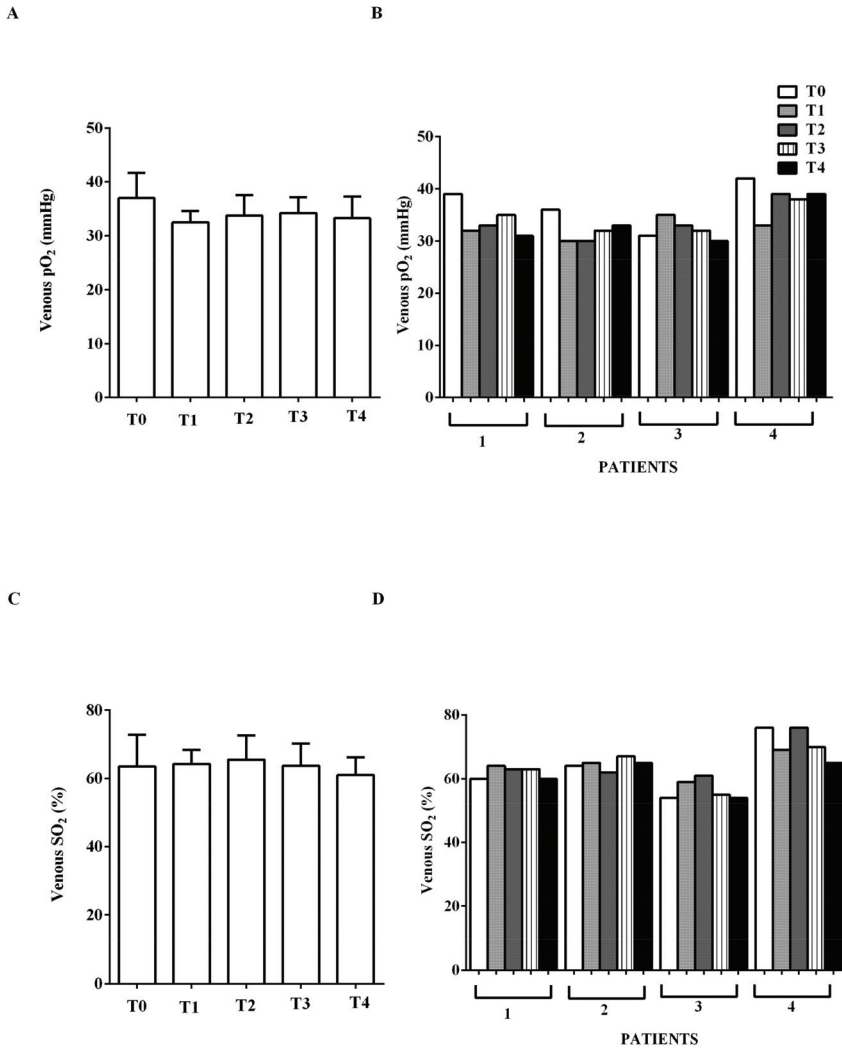 A
B
T0
T1
T2
T3
T4
Venous pO₂ (mmHg)
50
40
30
20
10
0
T0 T1 T2 T3 T4
Venous pO₂ (mmHg)
50
40
30
20
10
0
1 2 3 4
PATIENTS
C
D
Venous SO₂ (%)
80
60
40
20
0
T0 T1 T2 T3 T4
Venous SO₂ (%)
80
60
40
20
0
1 2 3 4
PATIENTS